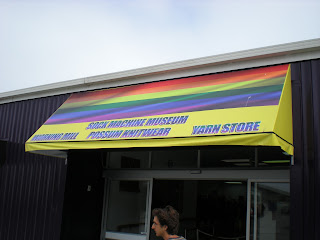 SOCK MACHINE MUSEUM
SPINNING MILL POSSUM KNITWEAR YARN STORE